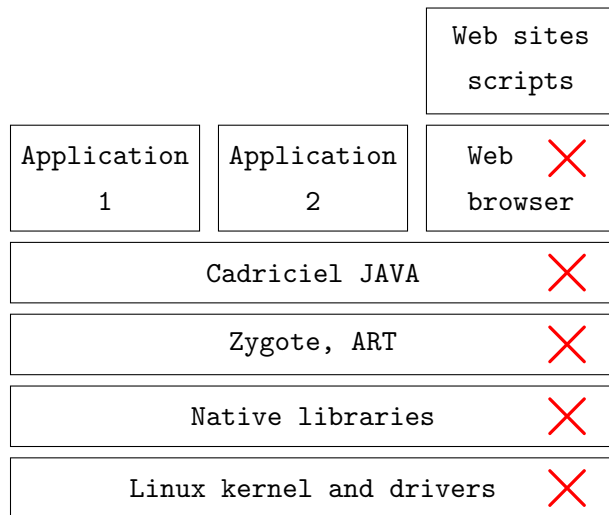 Web sites
scripts
Application
1
Application
2
Web
browser
Cadriciel JAVA
Zygote, ART
Native libraries
Linux kernel and drivers